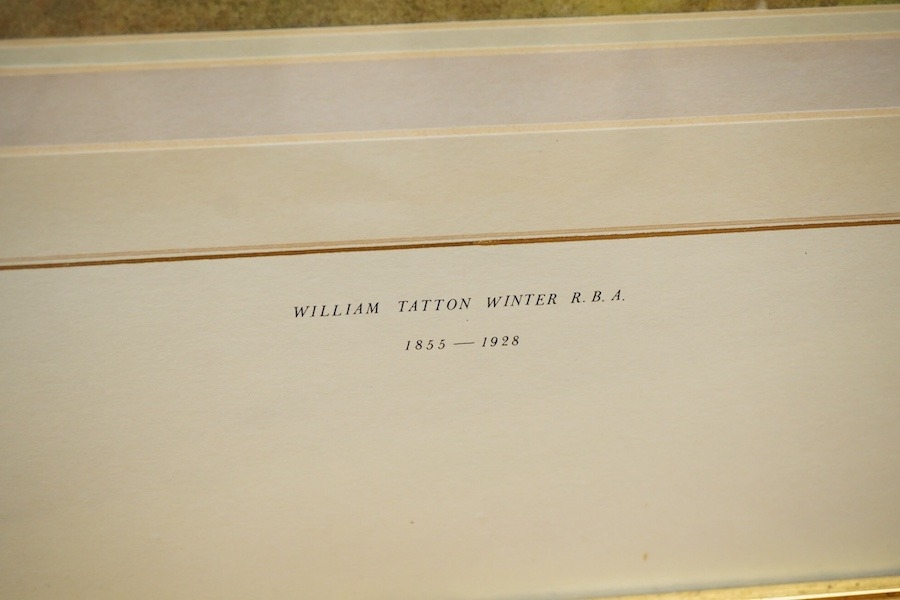 WILLIAM TATTON WINTER R.B.A.
1855 — 1928